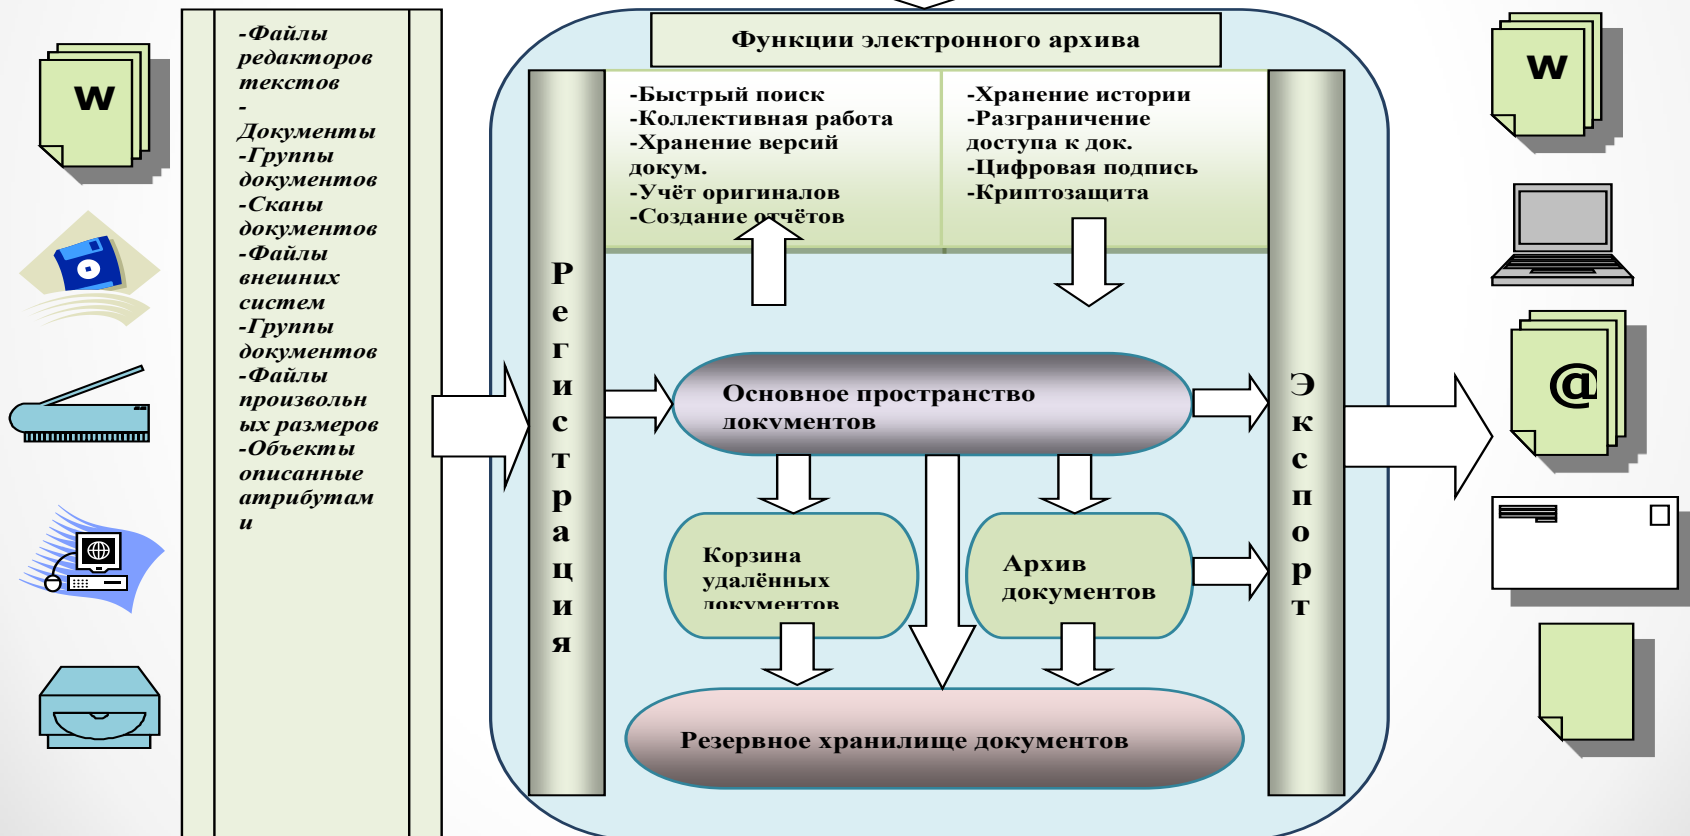 w
-Файлы
редакторов
текстов
-
Документы
-Группы
документов
-Сканы
документов
-Файлы
внешних
систем
-Группы
документов
-Файлы
произвольн
ых размеров
-Объекты
описанные
атрибутам
и
Функции электронного архива
-Быстрый поиск
-Коллективная работа
-Хранение версий
докум.
-Учёт оригиналов
-Создание отчётов
-Хранение истории
-Разграничение
доступа к док.
-Цифровая подпись
-Криптозащита
Р
е
г
и
с
т
р
а
ц
и
я
Основное пространство
документов
Корзина
удалённых
документов
Архив
документов
Резервное хранилище документов
Э
к
с
п
о
р
т
w
@